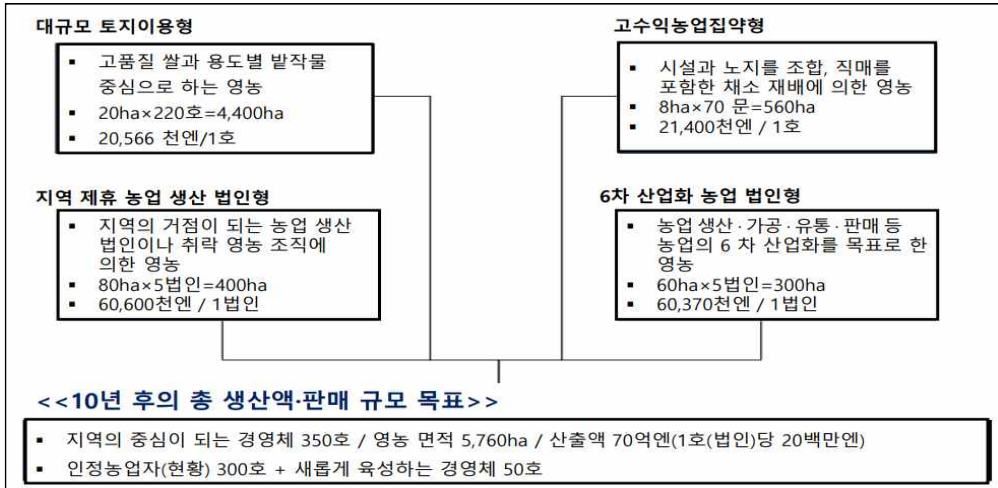 대규모 토지이용형
▪ 고품질 쌀과 용도별 밭작물
중심으로 하는 영농
▪ 20ha×220호=4,400ha
▪ 20,566 천엔/1호
고수익농업집약형
▪ 시설과 노지를 조합, 직매를
포함한 채소 재배에 의한 영농
▪ 8ha×70 문=560ha
▪ 21,400천엔 / 1호
지역 제휴 농업 생산 법인형
▪ 지역의 거점이 되는 농업 생산
법인이나 취락 영농 조직에
의한 영농
▪ 80ha×5법인=400ha
▪ 60,600천엔 / 1법인
6차 산업화 농업 법인형
▪ 농업 생산·가공·유통·판매 등
농업의 6 차 산업화를 목표로 한
영농
▪ 60ha×5법인=300ha
▪ 60,370천엔 / 1법인
<<10년 후의 총 생산액·판매 규모 목표>>
▪ 지역의 중심이 되는 경영체 350호 / 영농 면적 5,760ha / 산출액 70억엔(1호(법인)당 20백만엔)
▪ 인정농업자(현황) 300호 + 새롭게 육성하는 경영체 50호